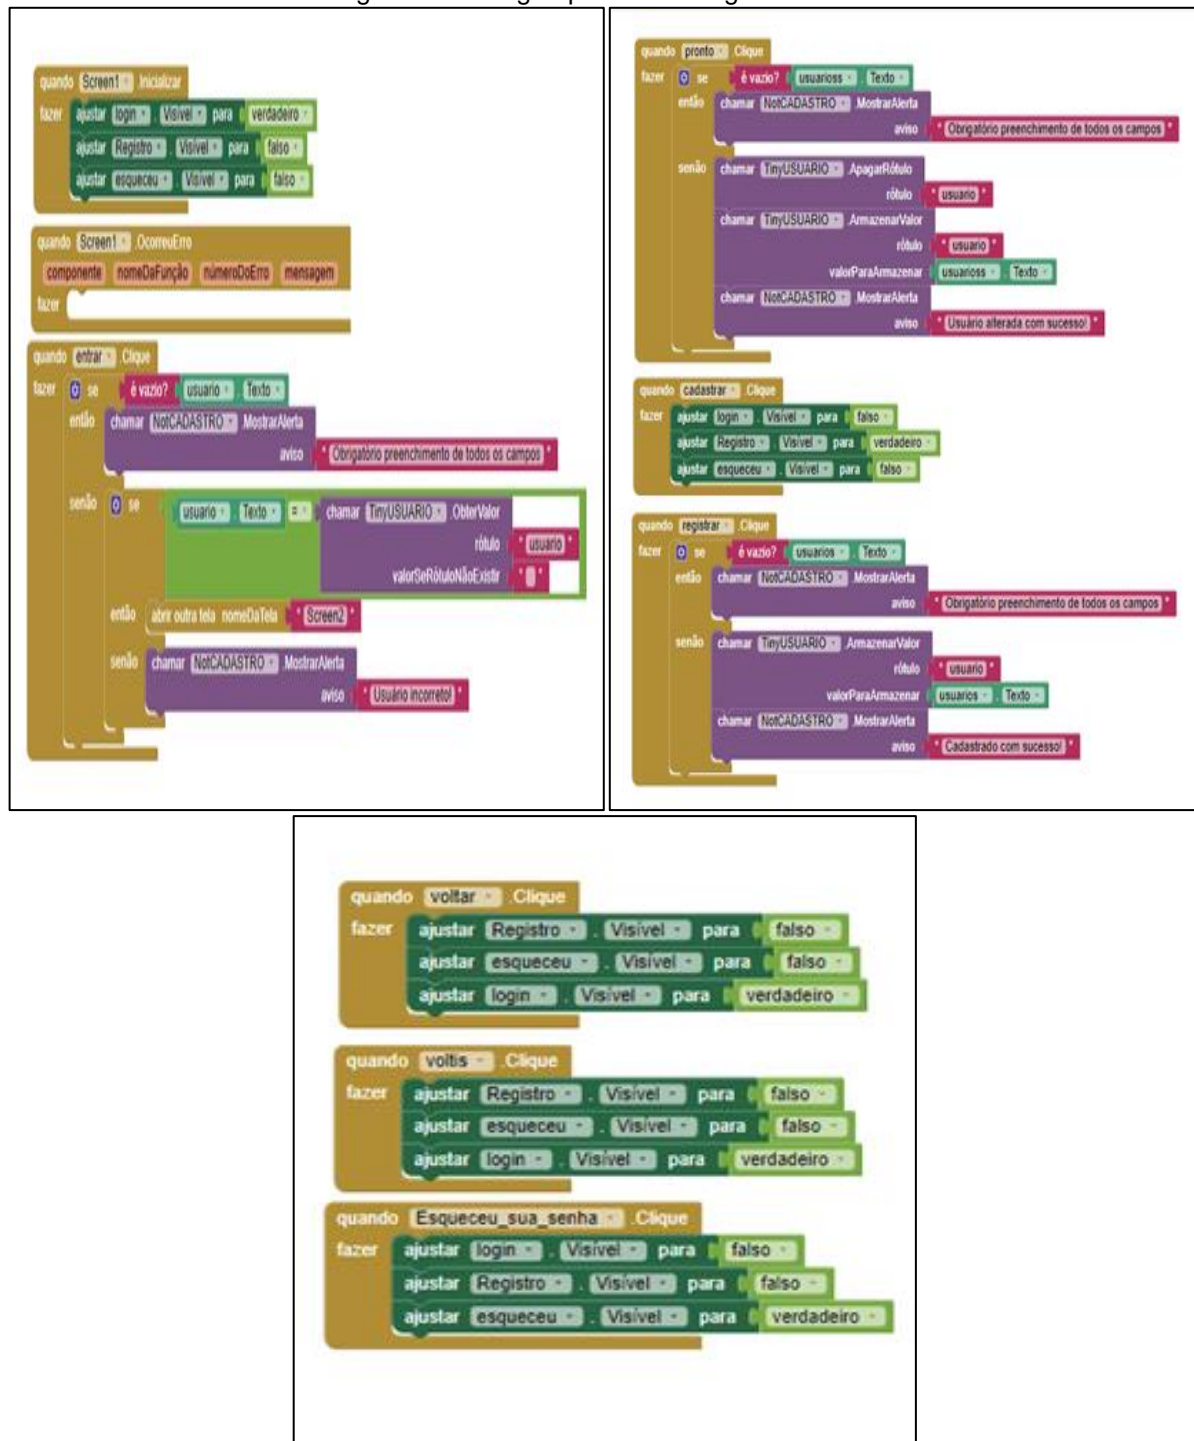 quando Screen1 .Inicializar
fazer ajustar login . Visível para verdadeiro
ajustar Registro . Visível para falso
ajustar esqueceu . Visível para falso
quando Screen1 .OcorreuErro
componente nomeDaFunção númeroDoErro mensagem
fazer
quando entrar .Clique
fazer se é vazio? usuario . Texto
então chamar NotCADASTRO .MostrarAlerta
aviso " Obrigatório preenchimento de todos os campos "
senão se usuario . Texto = chamar TinyUSUARIO .ObterValor
rótulo " usuario "
valorSeRótuloNãoExistir " "
então abrir outra tela nomeDaTela " Screen2 "
senão chamar NotCADASTRO .MostrarAlerta
aviso " Usuário incorreto! "
quando pronto .Clique
fazer se é vazio? usuarioss . Texto
então chamar NotCADASTRO .MostrarAlerta
aviso " Obrigatório preenchimento de todos os campos "
senão chamar TinyUSUARIO .ApagarRótulo
rótulo " usuario "
chamar TinyUSUARIO .ArmazenarValor
rótulo " usuario "
valorParaArmazenar usuarioss . Texto
chamar NotCADASTRO .MostrarAlerta
aviso " Usuário alterada com sucesso! "
quando cadastrar .Clique
fazer ajustar login . Visível para falso
ajustar Registro . Visível para verdadeiro
ajustar esqueceu . Visível para falso
quando registrar .Clique
fazer se é vazio? usuarios . Texto
então chamar NotCADASTRO .MostrarAlerta
aviso " Obrigatório preenchimento de todos os campos "
senão chamar TinyUSUARIO .ArmazenarValor
rótulo " usuario "
valorParaArmazenar usuarios . Texto
chamar NotCADASTRO .MostrarAlerta
aviso " Cadastrado com sucesso! "
quando voltar .Clique
fazer ajustar Registro . Visível para falso
ajustar esqueceu . Visível para falso
ajustar login . Visível para verdadeiro
quando voltis .Clique
fazer ajustar Registro . Visível para falso
ajustar esqueceu . Visível para falso
ajustar login . Visível para verdadeiro
quando Esqueceu_sua_senha .Clique
fazer ajustar login . Visível para falso
ajustar Registro . Visível para falso
ajustar esqueceu . Visível para verdadeiro